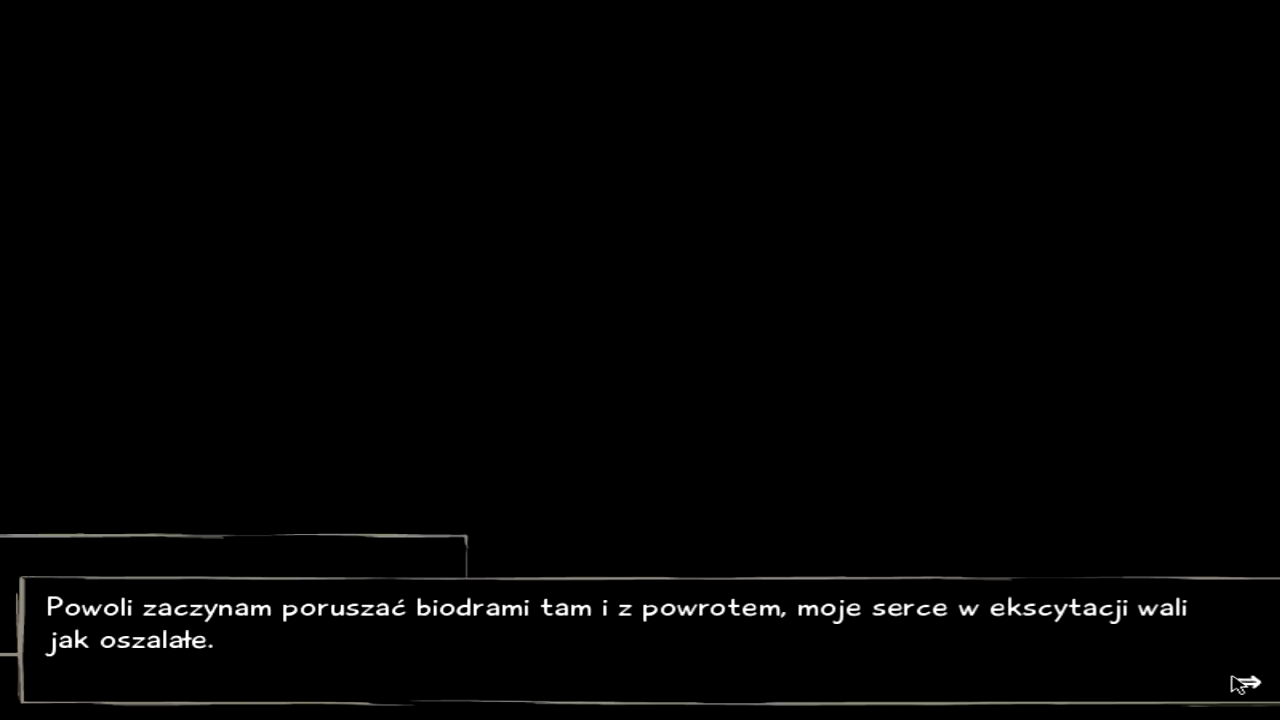 Powoli zaczynam poruszać biodrami tam i z powrotem, moje serce w ekscytacji wali
jak oszalałe.